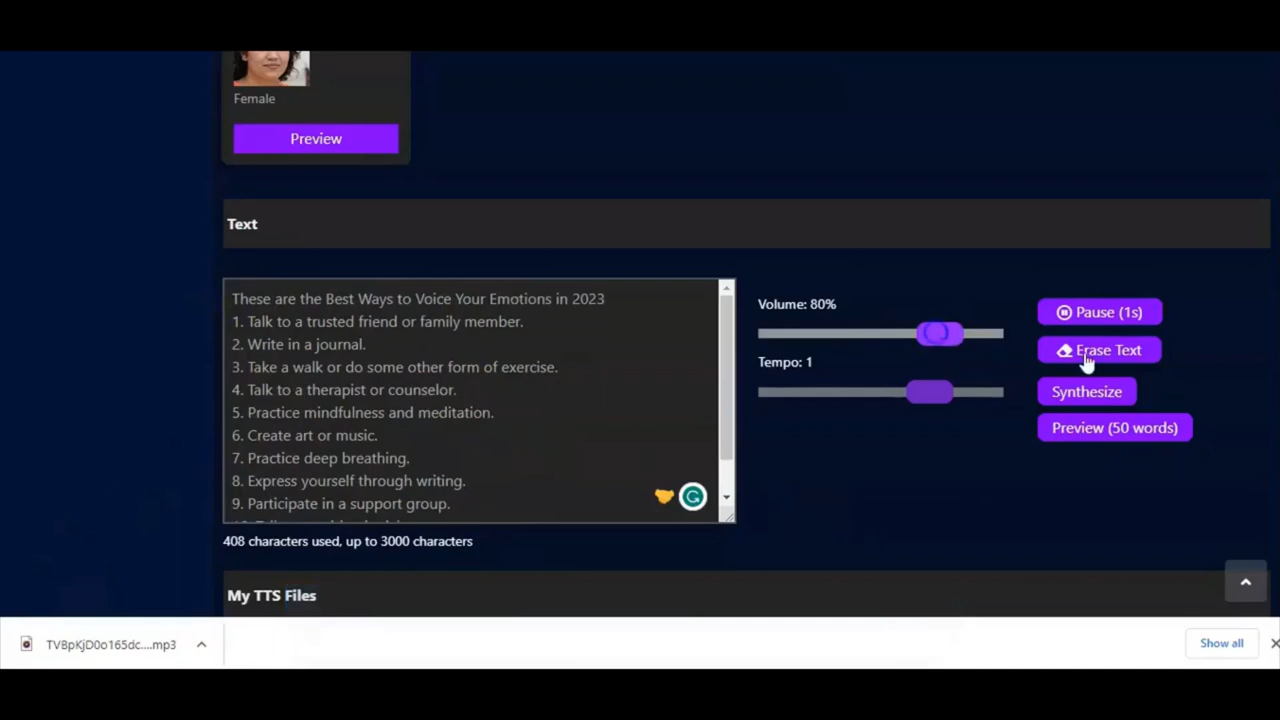 Female
Preview
Text
These are the Best Ways to Voice Your Emotions in 2023
1. Talk to a trusted friend or family member.
2. Write in a journal.
3. Take a walk or do some other form of exercise.
4. Talk to a therapist or counselor.
5. Practice mindfulness and meditation.
6. Create art or music.
7. Practice deep breathing.
8. Express yourself through writing.
9. Participate in a support group.
408 characters used, up to 3000 characters
Volume: 80%
Tempo: 1
Pause (1s)
Erase Text
Synthesize
Preview (50 words)
My TTS Files
TVBpKjD0o165dc....mp3
Show all